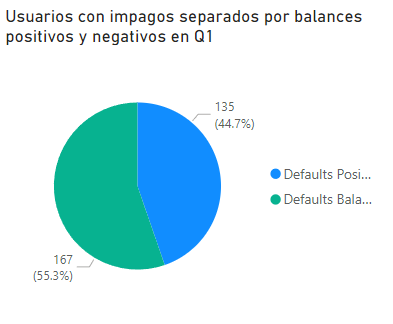 Usuarios con impagos separados por balances
positivos y negativos en Q1
135
(44.7%)
Defaults Posi...
Defaults Bala...
167
(55.3%)